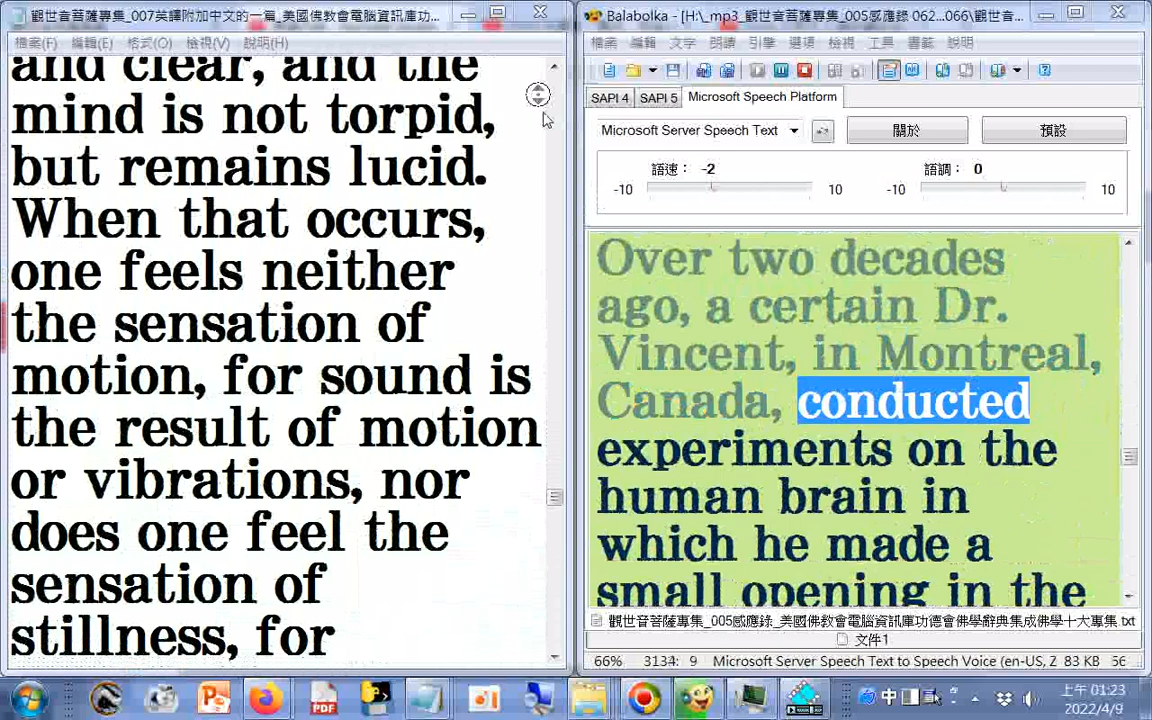 觀世音菩薩專集_007英譯附加中文的一篇_美國佛教會電腦資訊庫功...
檔案(F) 編輯(E) 格式(O) 檢視(V) 說明(H)
and clear, and the
mind is not torpid,
but remains lucid.
When that occurs,
one feels neither
the sensation of
motion, for sound is
the result of motion
or vibrations, nor
does one feel the
sensation of
stillness, for
Balabolka - [H:\_mp3_觀世音菩薩專集_005感應錄 062...066\觀世音...
檔案 編輯 文字 朗讀 引擎 選項 檢視 工具 書籤 說明
SAPI 4 SAPI 5 Microsoft Speech Platform
Microsoft Server Speech Text 關於 預設
語速： -2 語調： 0
-10 10 -10 10
Over two decades
ago, a certain Dr.
Vincent, in Montreal,
Canada, conducted
experiments on the
human brain in
which he made a
small opening in the
觀世音菩薩專集_005感應錄_美國佛教會電腦資訊庫功德會佛學辭典集成佛學十大專集 txt
文件1
66% 3134: 9 Microsoft Server Speech Text to Speech Voice (en-US, Z 83 KB 56
PDF 中 上午 01:23
2022/4/9